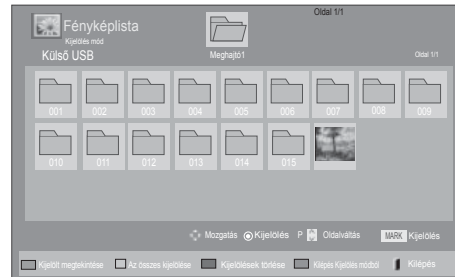 Oldal 1/1
Fényképlista
Kijelölés mód
Külső USB
Meghajtó1
Oldal 1/1
001 002 003 004 005 006 007 008 009
010 011 012 013 014 015
Mozgatás Kijelölés P Oldalváltás MARK Kijelölés
Kijelölt megtekintése Az összes kijelölése Kijelölések törlése Kilépés Kijelölés módból Kilépés